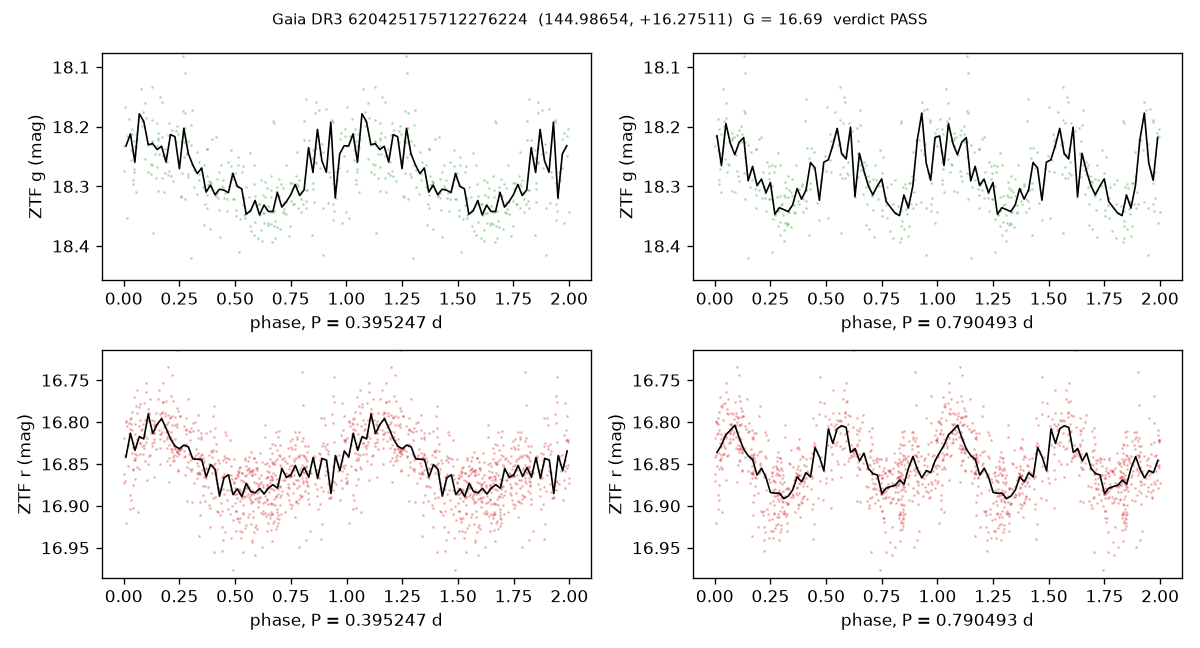 Gaia DR3 620425175712276224 (144.98654, +16.27511) G = 16.69 verdict PASS
ZTF g (mag)
18.1
18.2
18.3
18.4
0.00 0.25 0.50 0.75 1.00 1.25 1.50 1.75 2.00
phase, P = 0.395247 d
ZTF g (mag)
18.1
18.2
18.3
18.4
0.00 0.25 0.50 0.75 1.00 1.25 1.50 1.75 2.00
phase, P = 0.790493 d
ZTF r (mag)
16.75
16.80
16.85
16.90
16.95
0.00 0.25 0.50 0.75 1.00 1.25 1.50 1.75 2.00
phase, P = 0.395247 d
ZTF r (mag)
16.75
16.80
16.85
16.90
16.95
0.00 0.25 0.50 0.75 1.00 1.25 1.50 1.75 2.00
phase, P = 0.790493 d